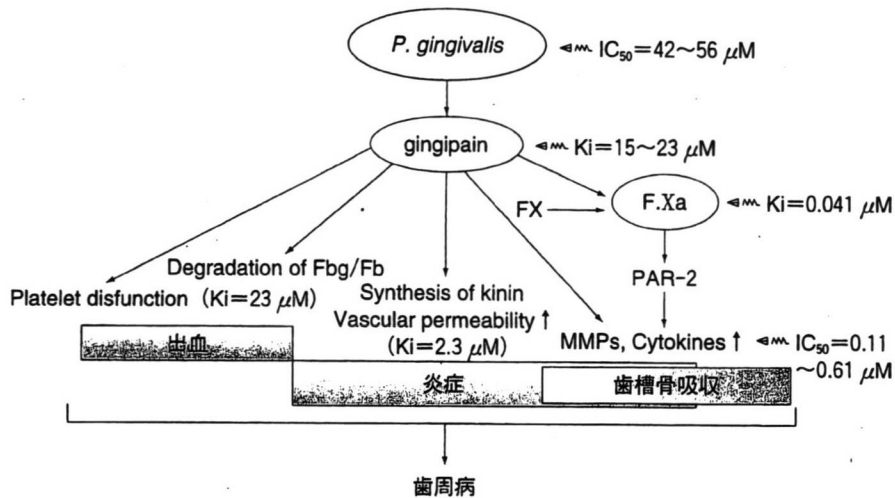 P. gingivalis
IC₅₀=42～56 μM
gingipain
Ki=15～23 μM
FX
F.Xa
Ki=0.041 μM
Degradation of Fbg/Fb
Platelet disfunction (Ki=23 μM)
PAR-2
Synthesis of kinin
Vascular permeability ↑
(Ki=2.3 μM)
MMPs, Cytokines ↑
IC₅₀=0.11
～0.61 μM
出血
炎症
歯槽骨吸収
歯周病